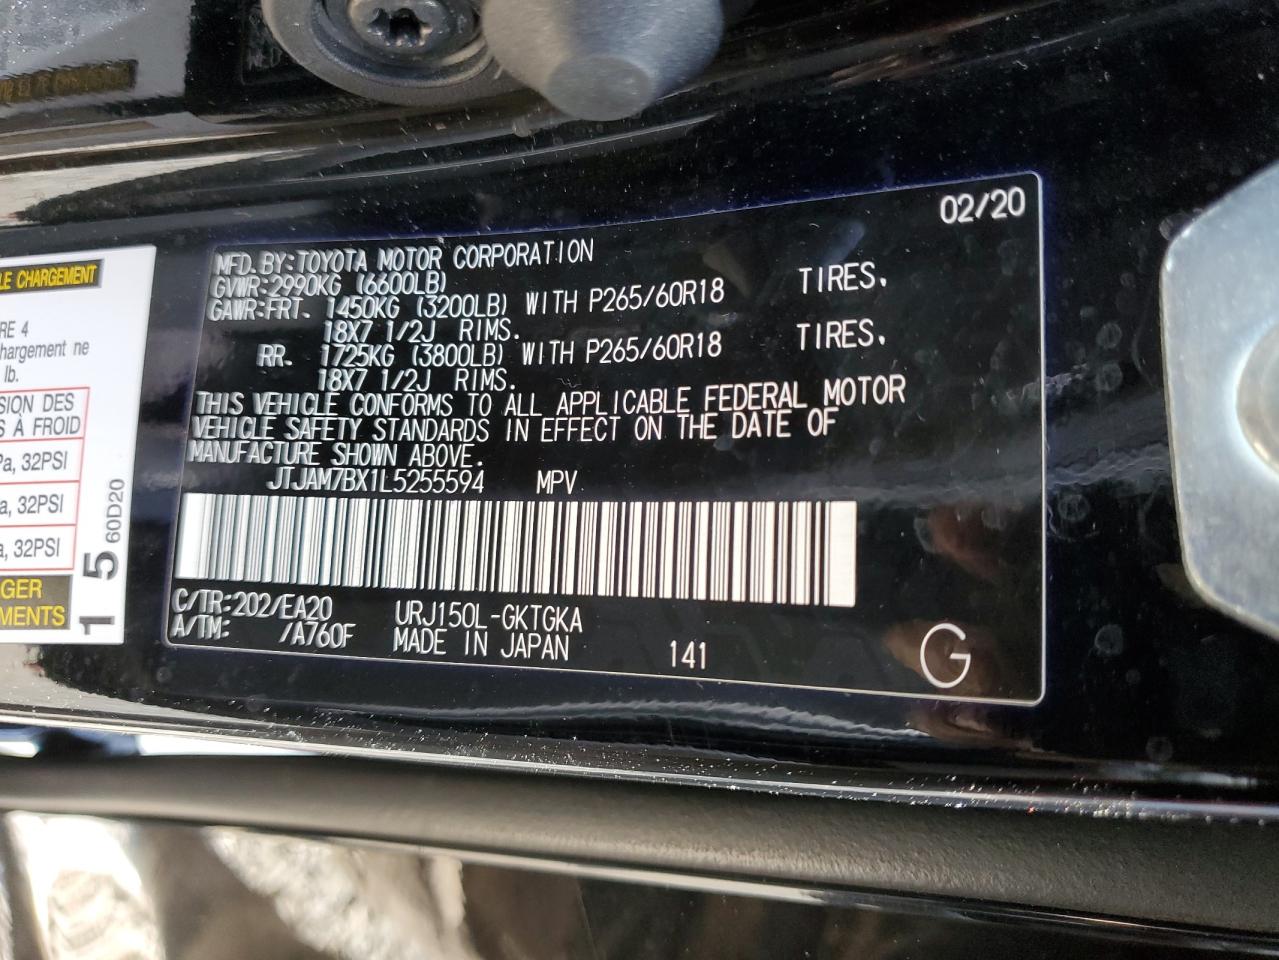 02/20
MFD. BY: TOYOTA MOTOR CORPORATION
GVWR: 2990KG (6600LB)
GAWR: FRT. 1450KG (3200LB) WITH P265/60R18 TIRES.
18X7 1/2J RIMS.
RR. 1725KG (3800LB) WITH P265/60R18 TIRES.
18X7 1/2J RIMS.
THIS VEHICLE CONFORMS TO ALL APPLICABLE FEDERAL MOTOR
VEHICLE SAFETY STANDARDS IN EFFECT ON THE DATE OF
MANUFACTURE SHOWN ABOVE.
JTJAM7BX1L5255594 MPV
C/TR: 202/EA20 URJ150L-GKTGKA
A/TM: /A760F MADE IN JAPAN 141 G
LE CHARGEMENT
RE 4
hargement ne
lb.
SION DES
S À FROID
Pa, 32PSI
a, 32PSI
a, 32PSI
GER
MENTS
15 60D20